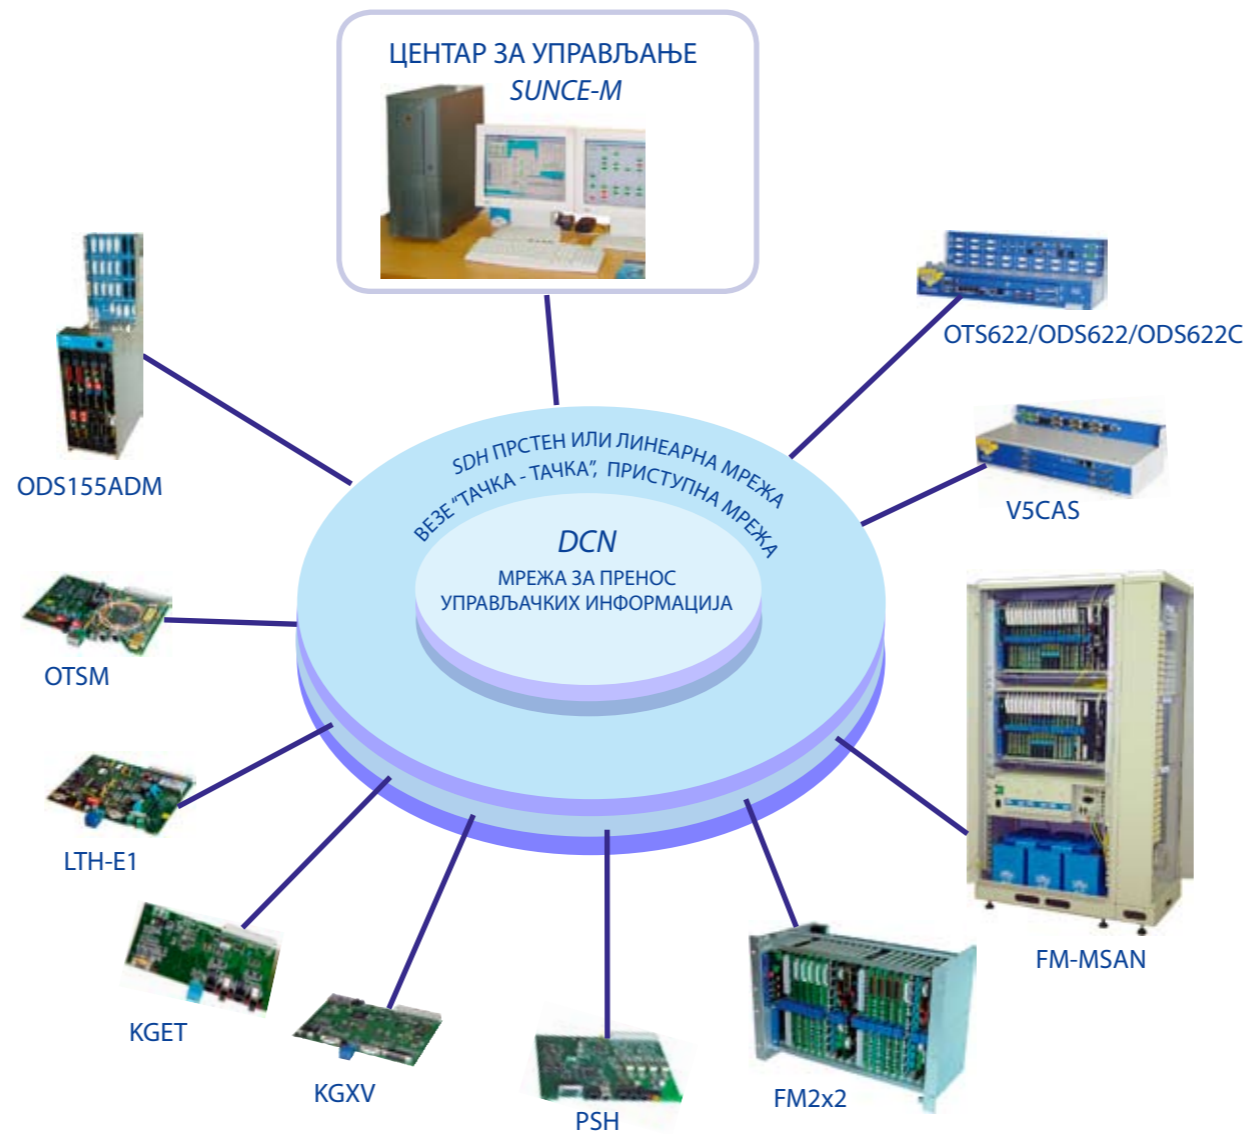 ЦЕНТАР ЗА УПРАВЉАЊЕ
SUNCE-M
OTS622/ODS622/ODS622C
V5CAS
ODS155ADM
SDH ПРСТЕН ИЛИ ЛИНЕАРНА МРЕЖА
ВЕЗЕ “ТАЧКА - ТАЧКА”, ПРИСТУПНА МРЕЖА
DCN
МРЕЖА ЗА ПРЕНОС
УПРАВЉАЧКИХ ИНФОРМАЦИЈА
OTSM
LTH-E1
FM-MSAN
KGET
KGXV
PSH
FM2x2